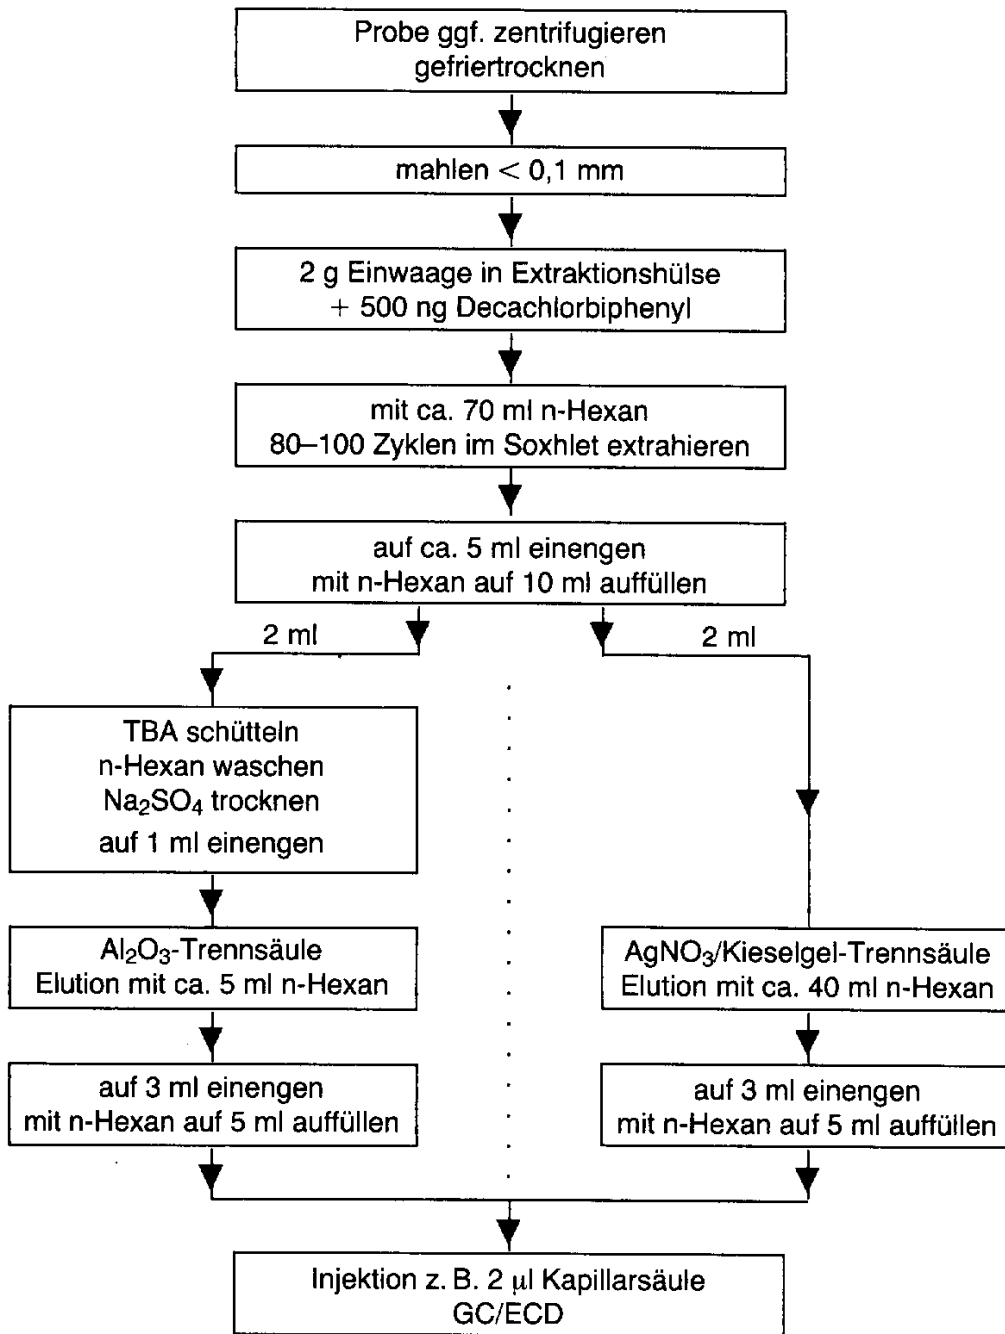 Probe ggf. zentrifugieren
gefriertrocknen
mahlen < 0,1 mm
2 g Einwaage in Extraktionshülse
+ 500 ng Decachlorbiphenyl
mit ca. 70 ml n-Hexan
80–100 Zyklen im Soxhlet extrahieren
auf ca. 5 ml einengen
mit n-Hexan auf 10 ml auffüllen
2 ml
2 ml
TBA schütteln
n-Hexan waschen
Na₂SO₄ trocknen
auf 1 ml einengen
Al₂O₃-Trennsäule
Elution mit ca. 5 ml n-Hexan
AgNO₃/Kieselgel-Trennsäule
Elution mit ca. 40 ml n-Hexan
auf 3 ml einengen
mit n-Hexan auf 5 ml auffüllen
auf 3 ml einengen
mit n-Hexan auf 5 ml auffüllen
Injektion z. B. 2 µl Kapillarsäule
GC/ECD